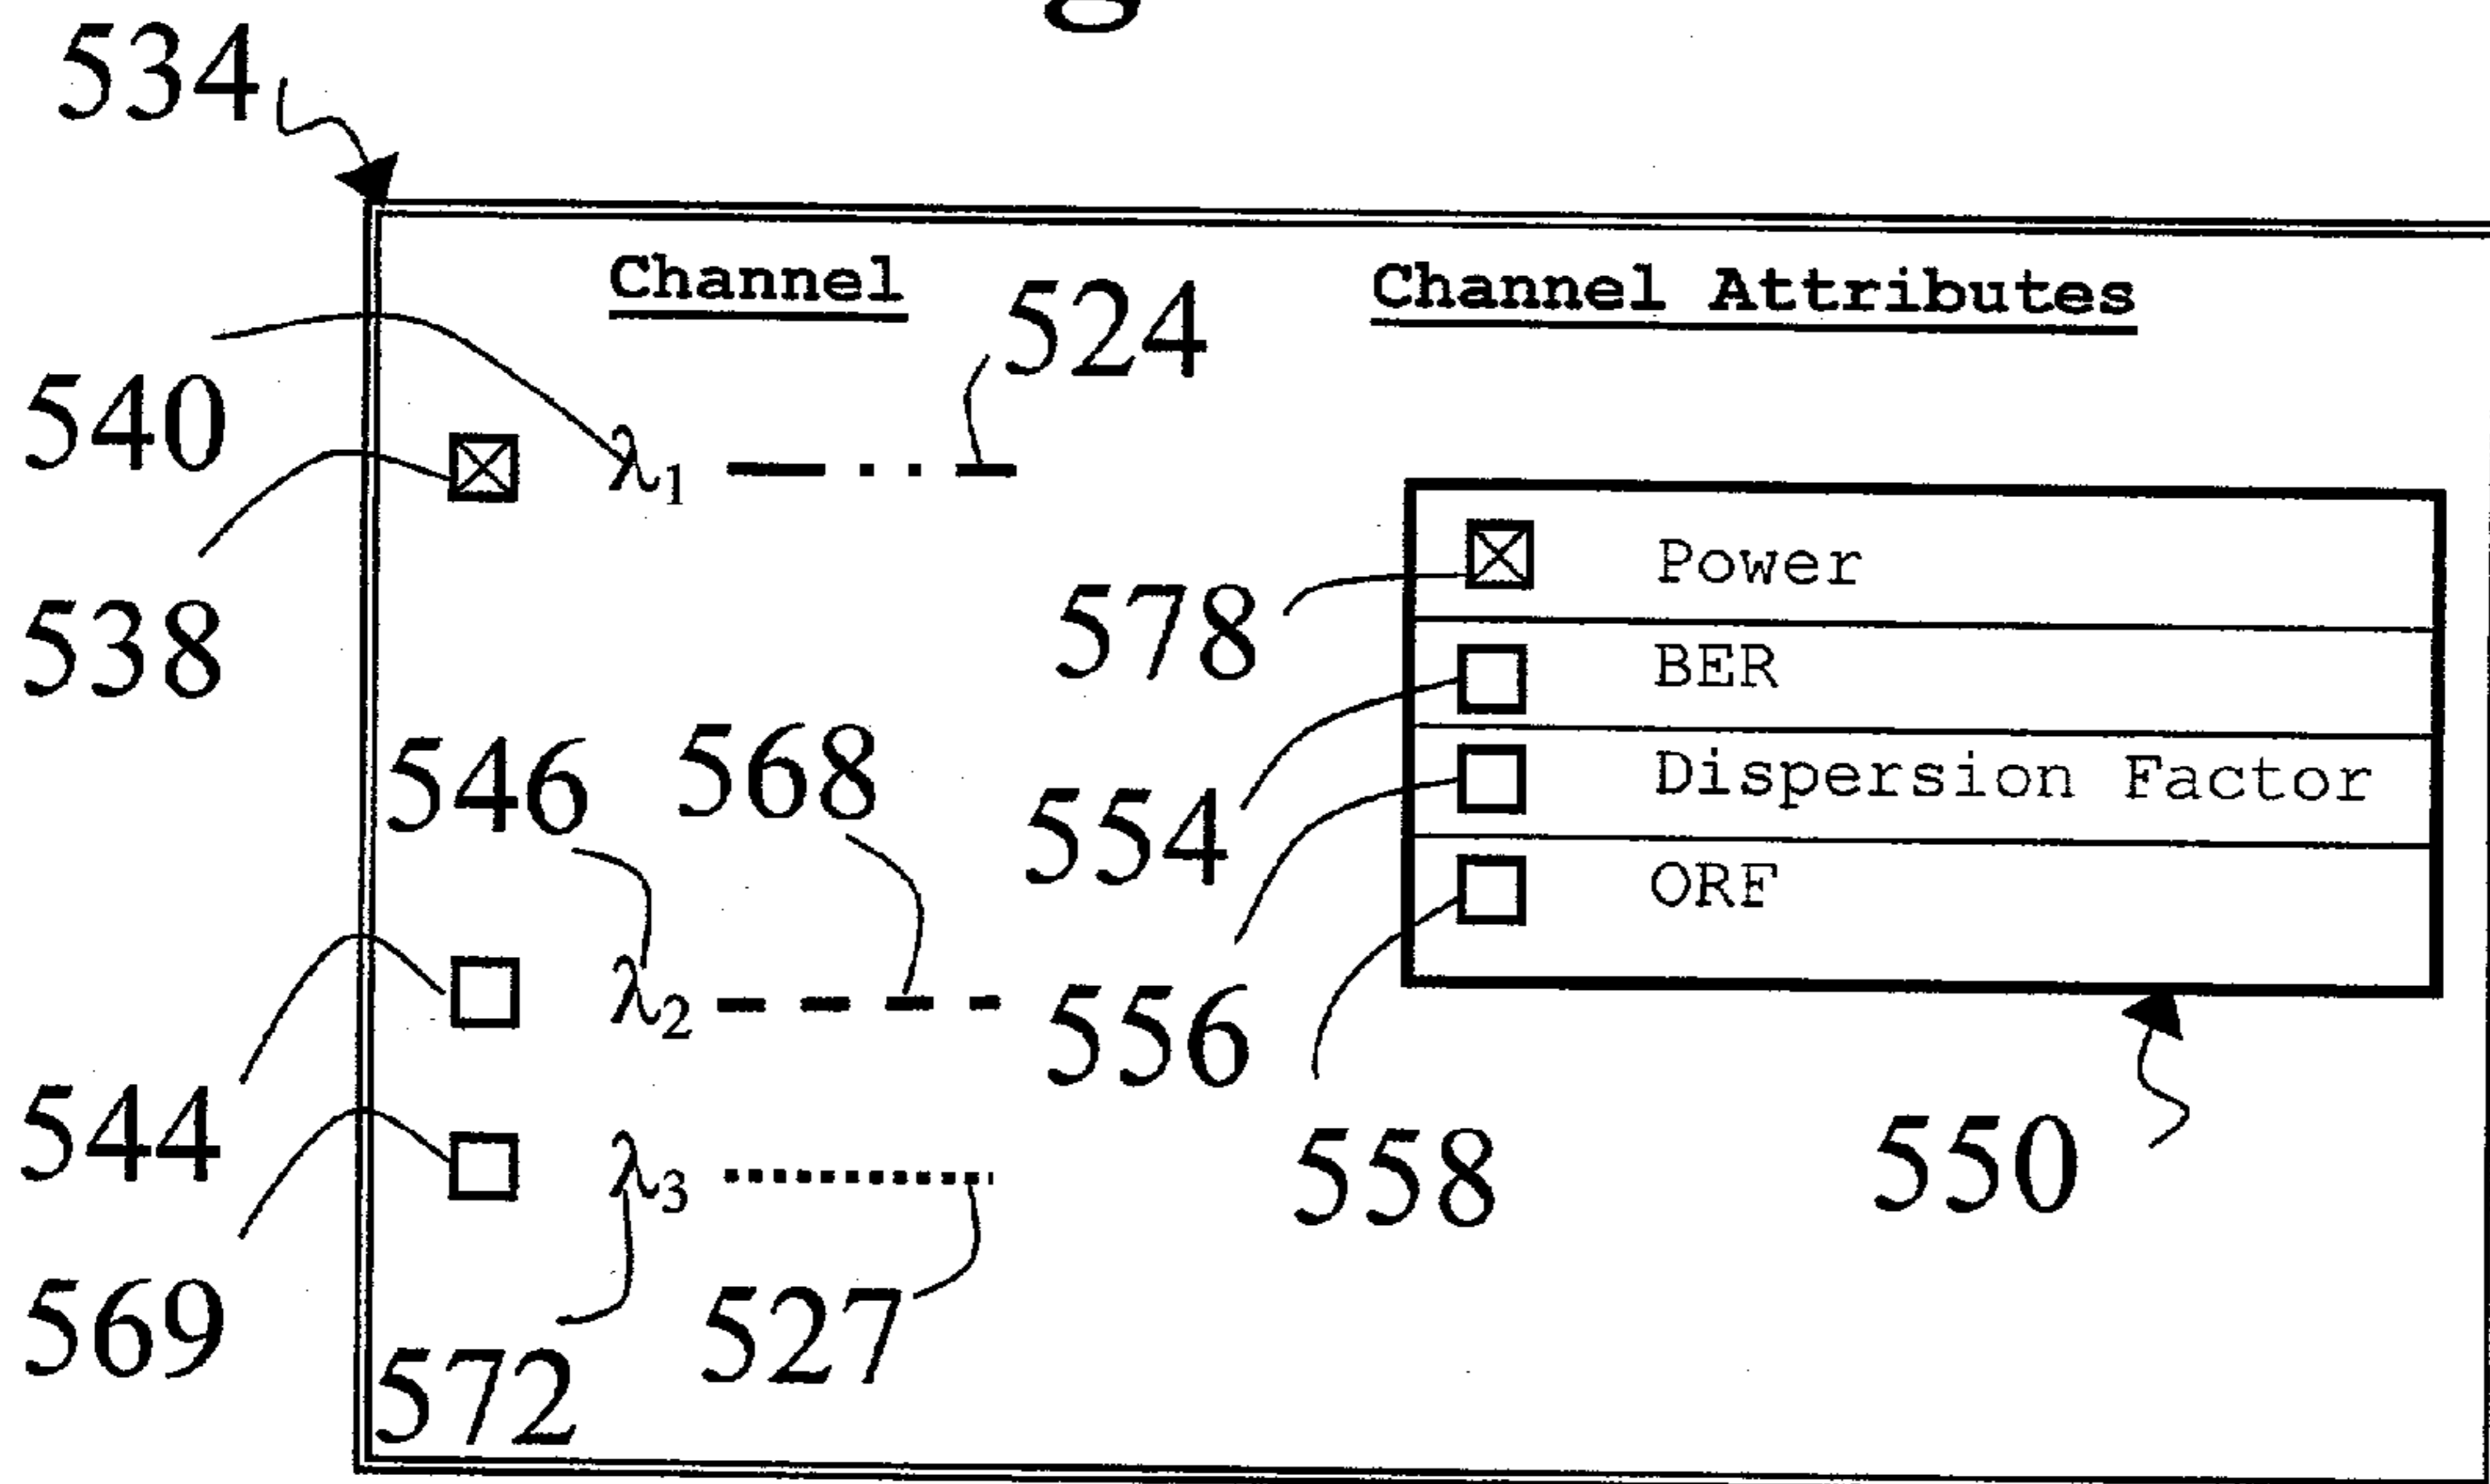 534
Channel
Channel Attributes
524
540
λ1
538
578
Power
BER
546
568
554
Dispersion Factor
ORF
λ2
556
544
558
550
λ3
569
527
572